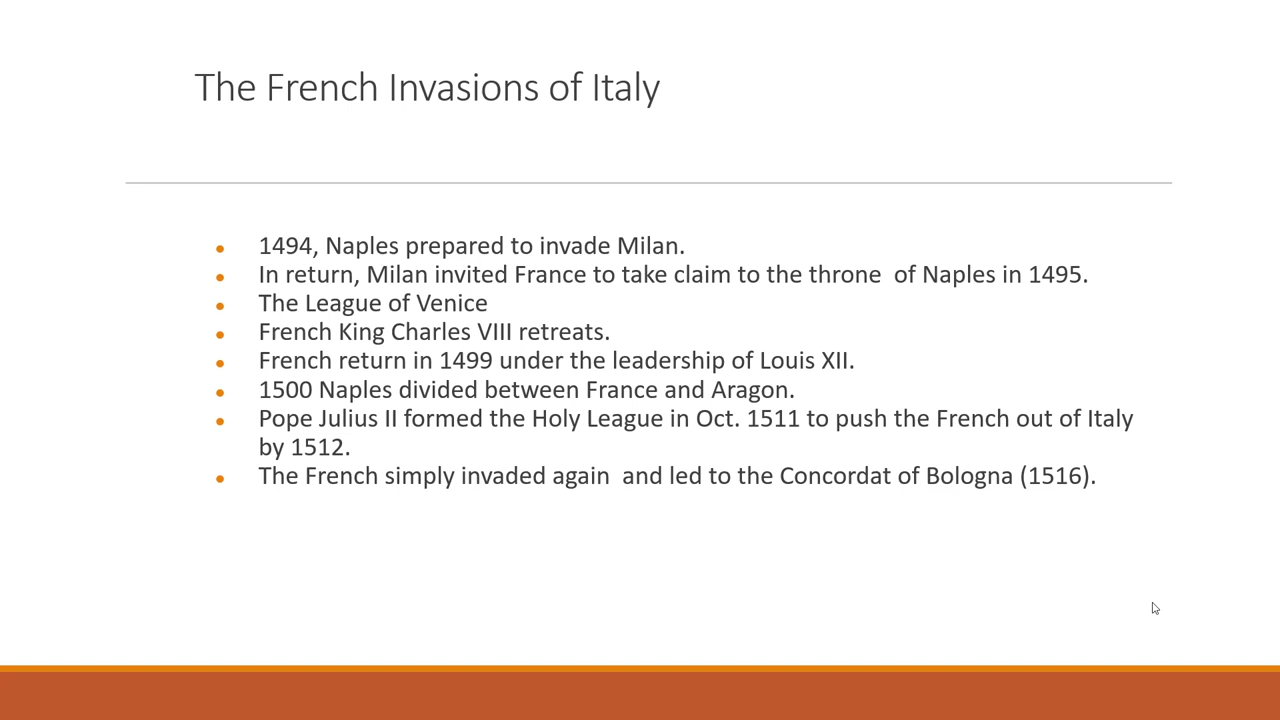 The French Invasions of Italy
1494, Naples prepared to invade Milan.
In return, Milan invited France to take claim to the throne  of Naples in 1495.
The League of Venice
French King Charles VIII retreats.
French return in 1499 under the leadership of Louis XII.
1500 Naples divided between France and Aragon.
Pope Julius II formed the Holy League in Oct. 1511 to push the French out of Italy
by 1512.
The French simply invaded again  and led to the Concordat of Bologna (1516).